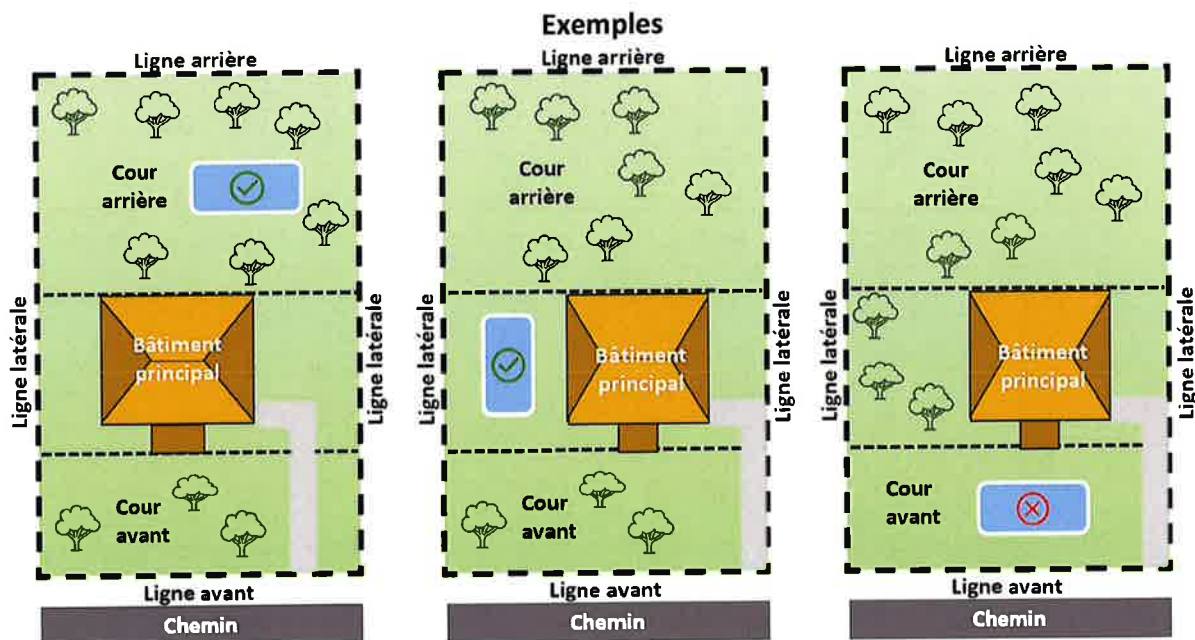 Exemples
Ligne arrière
Cour
arrière
Ligne latérale
Bâtiment
principal
Ligne latérale
Cour
avant
Ligne avant
Chemin
Ligne arrière
Cour
arrière
Ligne latérale
Bâtiment
principal
Ligne latérale
Cour
avant
Ligne avant
Chemin
Ligne arrière
Cour
arrière
Ligne latérale
Bâtiment
principal
Ligne latérale
Cour
avant
Ligne avant
Chemin